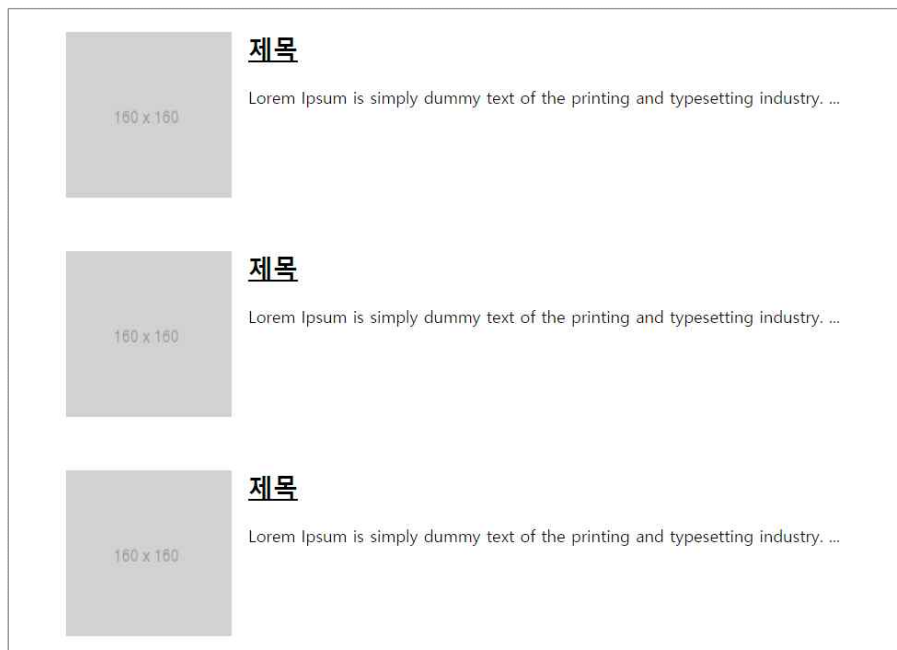 160 x 160
제목
Lorem Ipsum is simply dummy text of the printing and typesetting industry. ...
160 x 160
제목
Lorem Ipsum is simply dummy text of the printing and typesetting industry. ...
160 x 160
제목
Lorem Ipsum is simply dummy text of the printing and typesetting industry. ...